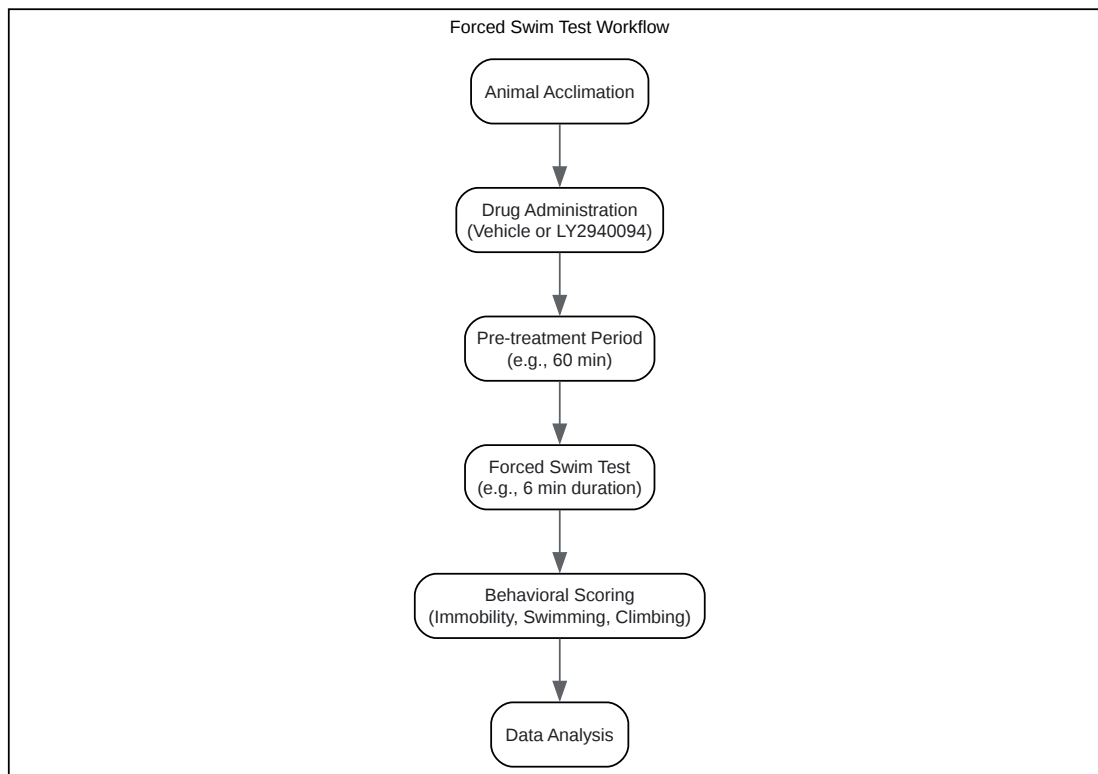 Forced Swim Test Workflow
Animal Acclimation
Drug Administration
(Vehicle or LY2940094)
Pre-treatment Period
(e.g., 60 min)
Forced Swim Test
(e.g., 6 min duration)
Behavioral Scoring
(Immobility, Swimming, Climbing)
Data Analysis